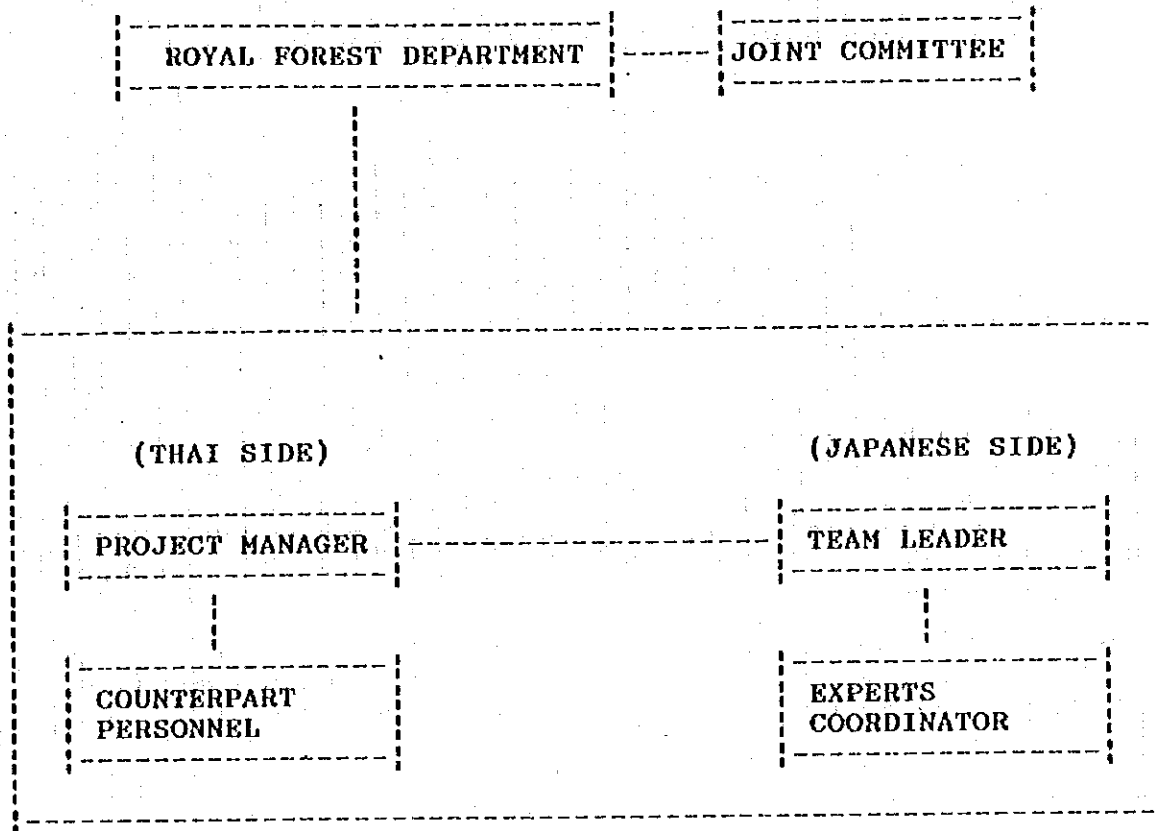 ROYAL FOREST DEPARTMENT
JOINT COMMITTEE
(THAI SIDE)
(JAPANESE SIDE)
PROJECT MANAGER
TEAM LEADER
COUNTERPART
PERSONNEL
EXPERTS
COORDINATOR